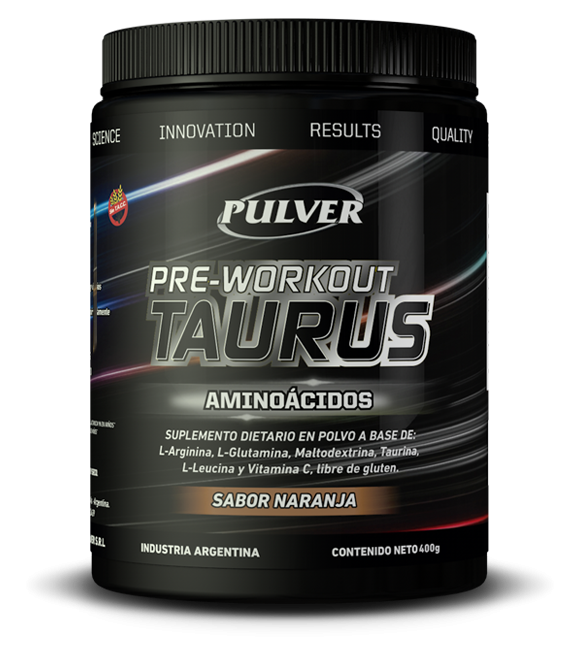 SCIENCE INNOVATION RESULTS QUALITY
PULVER
PRE-WORKOUT
TAURUS
AMINOÁCIDOS
SUPLEMENTO DIETARIO EN POLVO A BASE DE:
L-Arginina, L-Glutamina, Maltodextrina, Taurina,
L-Leucina y Vitamina C, libre de gluten.
SABOR NARANJA
INDUSTRIA ARGENTINA CONTENIDO NETO 400g